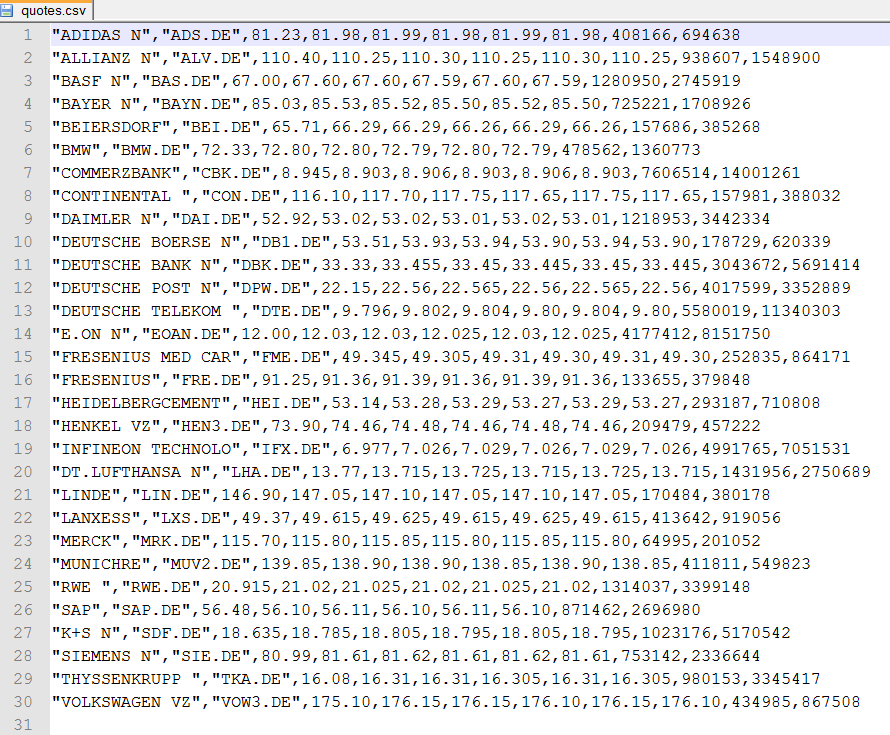 quotes.csv
1 "ADIDAS N","ADS.DE",81.23,81.98,81.99,81.98,81.99,81.98,408166,694638
2 "ALLIANZ N","ALV.DE",110.40,110.25,110.30,110.25,110.30,110.25,938607,1548900
3 "BASF N","BAS.DE",67.00,67.60,67.60,67.59,67.60,67.59,1280950,2745919
4 "BAYER N","BAYN.DE",85.03,85.53,85.52,85.50,85.52,85.50,725221,1708926
5 "BEIERSDORF","BEI.DE",65.71,66.29,66.29,66.26,66.29,66.26,157686,385268
6 "BMW","BMW.DE",72.33,72.80,72.80,72.79,72.80,72.79,478562,1360773
7 "COMMERZBANK","CBK.DE",8.945,8.903,8.906,8.903,8.906,8.903,7606514,14001261
8 "CONTINENTAL ","CON.DE",116.10,117.70,117.75,117.65,117.75,117.65,157981,388032
9 "DAIMLER N","DAI.DE",52.92,53.02,53.02,53.01,53.02,53.01,1218953,3442334
10 "DEUTSCHE BOERSE N","DB1.DE",53.51,53.93,53.94,53.90,53.94,53.90,178729,620339
11 "DEUTSCHE BANK N","DBK.DE",33.33,33.455,33.45,33.445,33.45,33.445,3043672,5691414
12 "DEUTSCHE POST N","DPW.DE",22.15,22.56,22.565,22.56,22.565,22.56,4017599,3352889
13 "DEUTSCHE TELEKOM ","DTE.DE",9.796,9.802,9.804,9.80,9.804,9.80,5580019,11340303
14 "E.ON N","EOAN.DE",12.00,12.03,12.03,12.025,12.03,12.025,4177412,8151750
15 "FRESENIUS MED CAR","FME.DE",49.345,49.305,49.31,49.30,49.31,49.30,252835,864171
16 "FRESENIUS","FRE.DE",91.25,91.36,91.39,91.36,91.39,91.36,133655,379848
17 "HEIDELBERGCEMENT","HEI.DE",53.14,53.28,53.29,53.27,53.29,53.27,293187,710808
18 "HENKEL VZ","HEN3.DE",73.90,74.46,74.48,74.46,74.48,74.46,209479,457222
19 "INFINEON TECHNOLO","IFX.DE",6.977,7.026,7.029,7.026,7.029,7.026,4991765,7051531
20 "DT.LUFTHANSA N","LHA.DE",13.77,13.715,13.725,13.715,13.725,13.715,1431956,2750689
21 "LINDE","LIN.DE",146.90,147.05,147.10,147.05,147.10,147.05,170484,380178
22 "LANXESS","LXS.DE",49.37,49.615,49.625,49.615,49.625,49.615,413642,919056
23 "MERCK","MRK.DE",115.70,115.80,115.85,115.80,115.85,115.80,64995,201052
24 "MUNICHRE","MUV2.DE",139.85,138.90,138.90,138.85,138.90,138.85,411811,549823
25 "RWE ","RWE.DE",20.915,21.02,21.025,21.02,21.025,21.02,1314037,3399148
26 "SAP","SAP.DE",56.48,56.10,56.11,56.10,56.11,56.10,871462,2696980
27 "K+S N","SDF.DE",18.635,18.785,18.805,18.795,18.805,18.795,1023176,5170542
28 "SIEMENS N","SIE.DE",80.99,81.61,81.62,81.61,81.62,81.61,753142,2336644
29 "THYSSENKRUPP ","TKA.DE",16.08,16.31,16.31,16.305,16.31,16.305,980153,3345417
30 "VOLKSWAGEN VZ","VOW3.DE",175.10,176.15,176.15,176.10,176.15,176.10,434985,867508
31